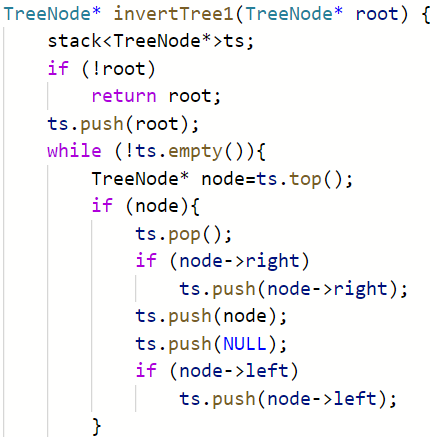 TreeNode* invertTree1(TreeNode* root) {
    stack<TreeNode*>ts;
    if (!root)
        return root;
    ts.push(root);
    while (!ts.empty()){
        TreeNode* node=ts.top();
        if (node){
            ts.pop();
            if (node->right)
                ts.push(node->right);
            ts.push(node);
            ts.push(NULL);
            if (node->left)
                ts.push(node->left);
        }